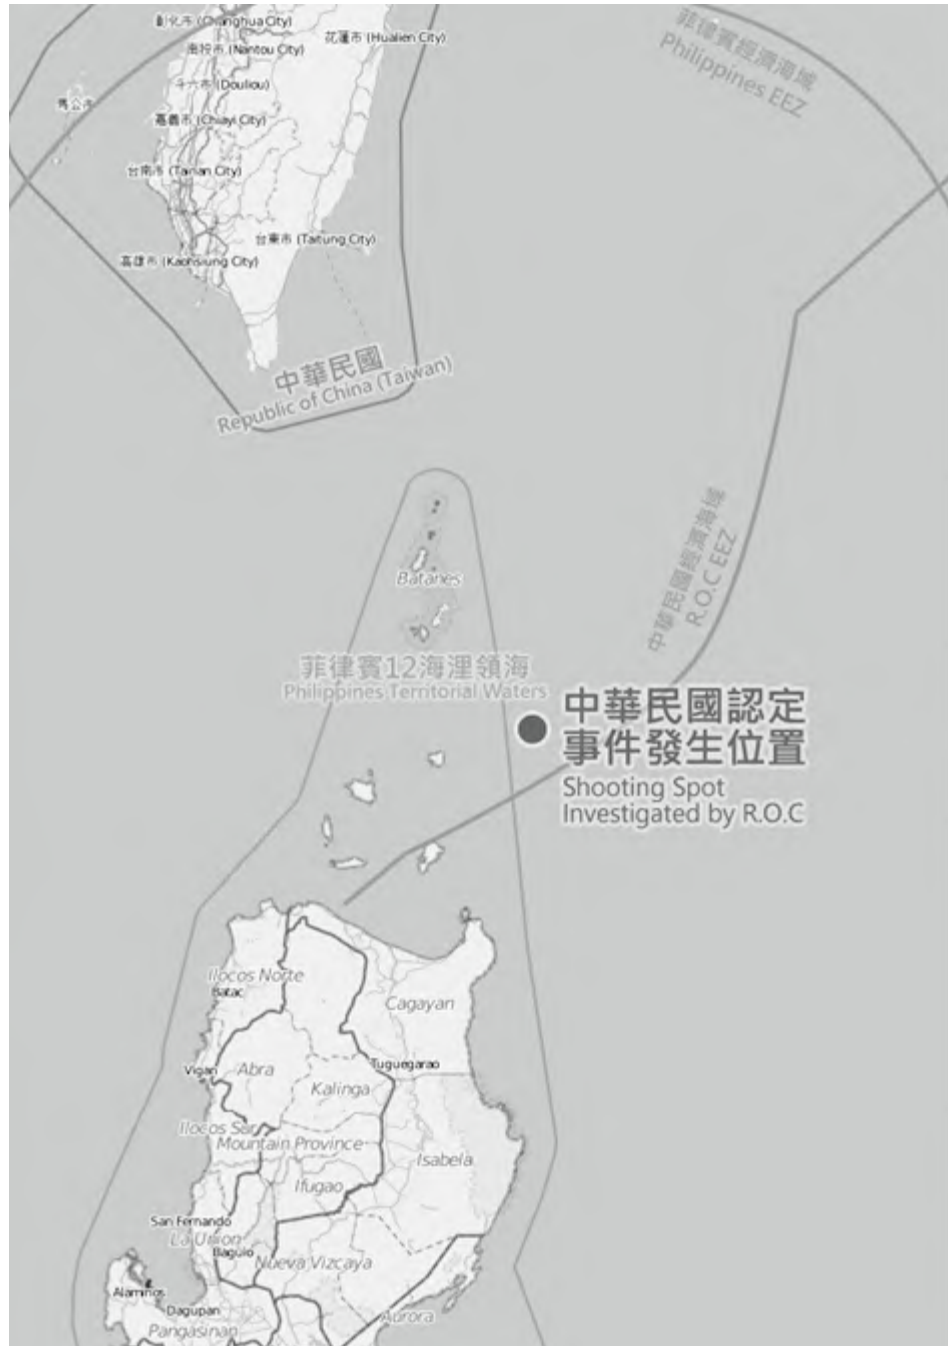 彰化市 (Changhua City)
花蓮市 (Hualien City)
南投市 (Nantou City)
斗六市 (Douliou)
馬公市
嘉義市 (Chiayi City)
台南市 (Tainan City)
台東市 (Taitung City)
高雄市 (Kaohsiung City)
菲律賓經濟海域
Philippines EEZ
中華民國
Republic of China (Taiwan)
中華民國經濟海域
R.O.C EEZ
Batanes
菲律賓12海浬領海
Philippines Territorial Waters
中華民國認定
事件發生位置
Shooting Spot
Investigated by R.O.C
Ilocos Norte
Batac
Cagayan
Vigan
Abra
Tuguegarao
Kalinga
Ilocos Sur
Mountain Province
Isabela
Ifugao
San Fernando
La Union
Baguio
Nueva Vizcaya
Alaminos
Dagupan
Pangasinan
Aurora